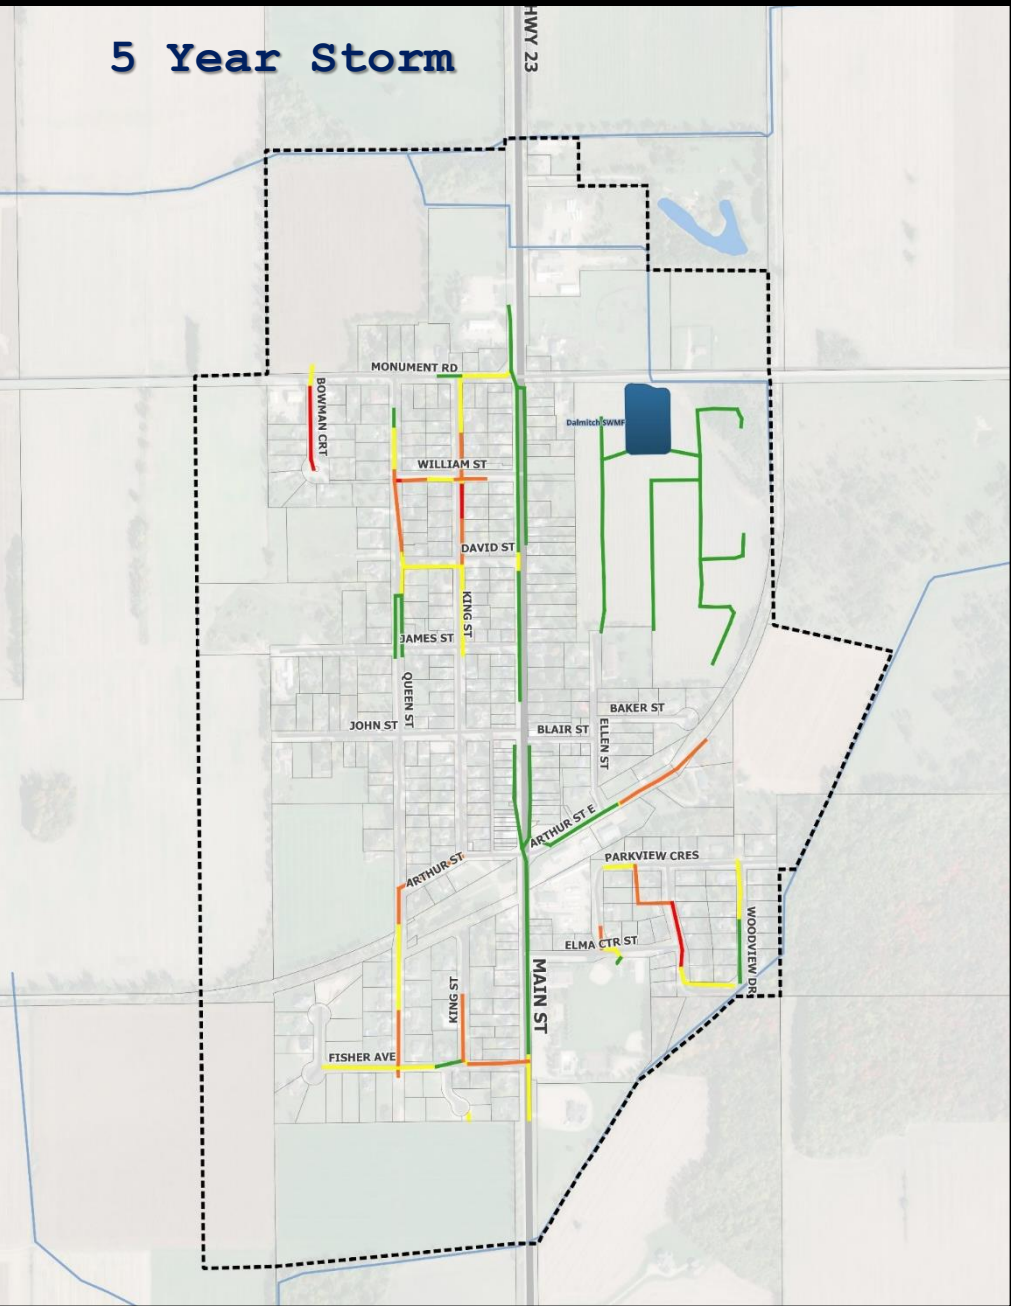 5 Year Storm
HWY 23
MONUMENT RD
BOWMAN CRT
Dalmitch SWMF
WILLIAM ST
DAVID ST
KING ST
JAMES ST
QUEEN ST
BAKER ST
JOHN ST
BLAIR ST
ELLEN ST
ARTHUR ST E
PARKVIEW CRES
ARTHUR ST
WOODVIEW DR
ELMA CTR ST
MAIN ST
KING ST
FISHER AVE